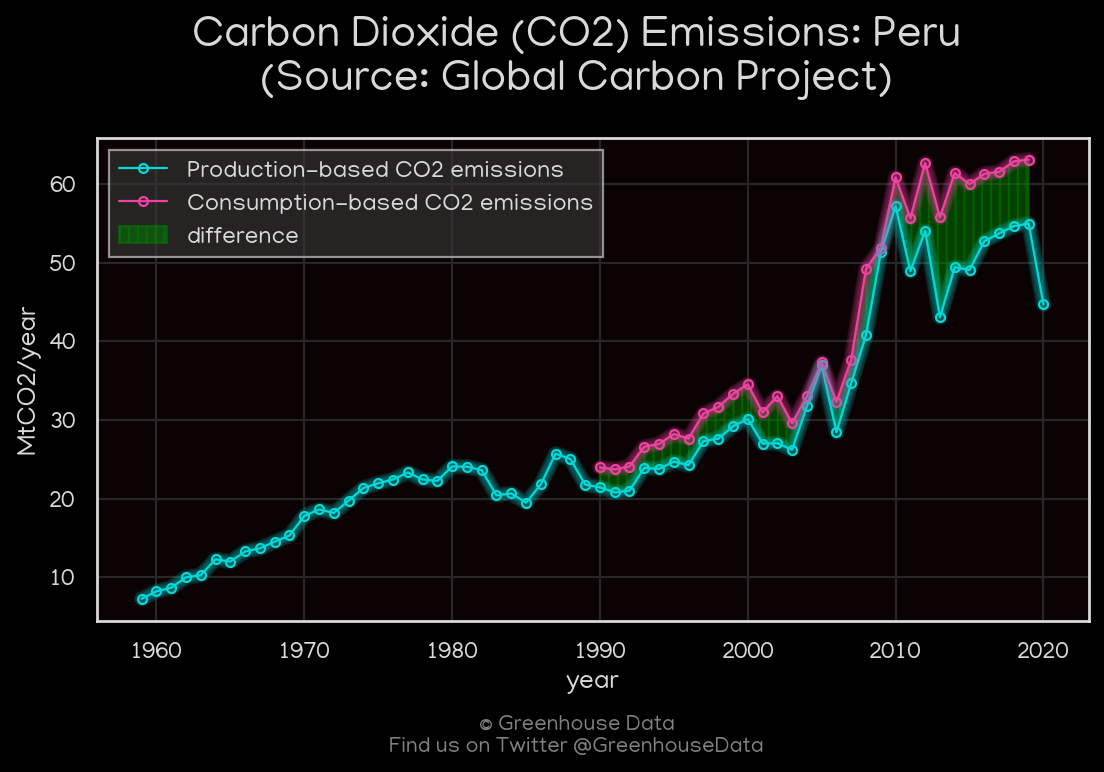 Carbon Dioxide (CO2) Emissions: Peru
(Source: Global Carbon Project)
Production-based CO2 emissions
Consumption-based CO2 emissions
difference
MtCO2/year
60
50
40
30
20
10
1960 1970 1980 1990 2000 2010 2020
year
© Greenhouse Data
Find us on Twitter @GreenhouseData